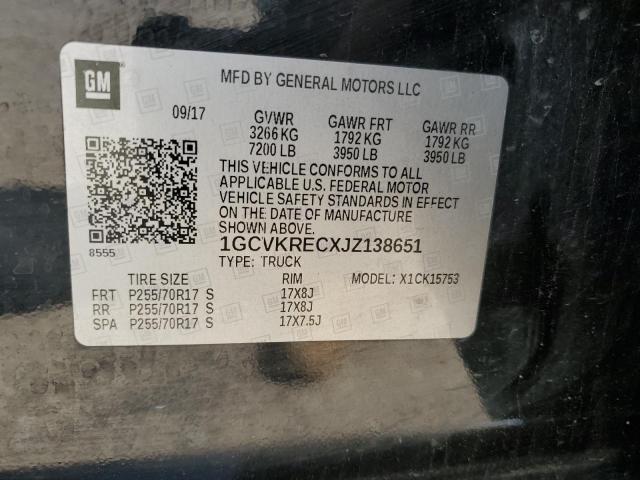 GM
MFD BY GENERAL MOTORS LLC
09/17 GVWR GAWR FRT GAWR RR
3266 KG 1792 KG 1792 KG
7200 LB 3950 LB 3950 LB
THIS VEHICLE CONFORMS TO ALL
APPLICABLE U.S. FEDERAL MOTOR
VEHICLE SAFETY STANDARDS IN EFFECT
ON THE DATE OF MANUFACTURE
SHOWN ABOVE.
8555
1GCVKRECXJZ138651
TYPE: TRUCK
TIRE SIZE RIM MODEL: X1CK15753
FRT P255/70R17 S 17X8J
RR P255/70R17 S 17X8J
SPA P255/70R17 S 17X7.5J